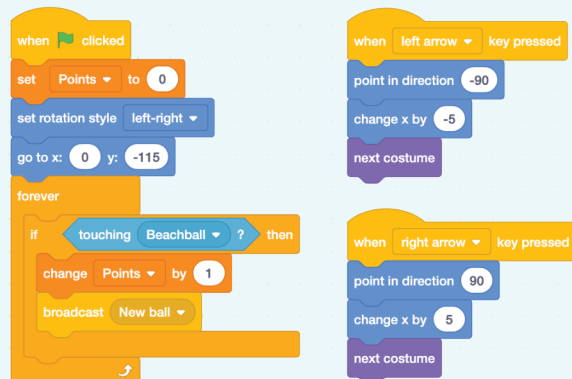 when clicked
set Points to 0
set rotation style left-right
go to x: 0 y: -115
forever
if touching Beachball ? then
change Points by 1
broadcast New ball
when left arrow key pressed
point in direction -90
change x by -5
next costume
when right arrow key pressed
point in direction 90
change x by 5
next costume